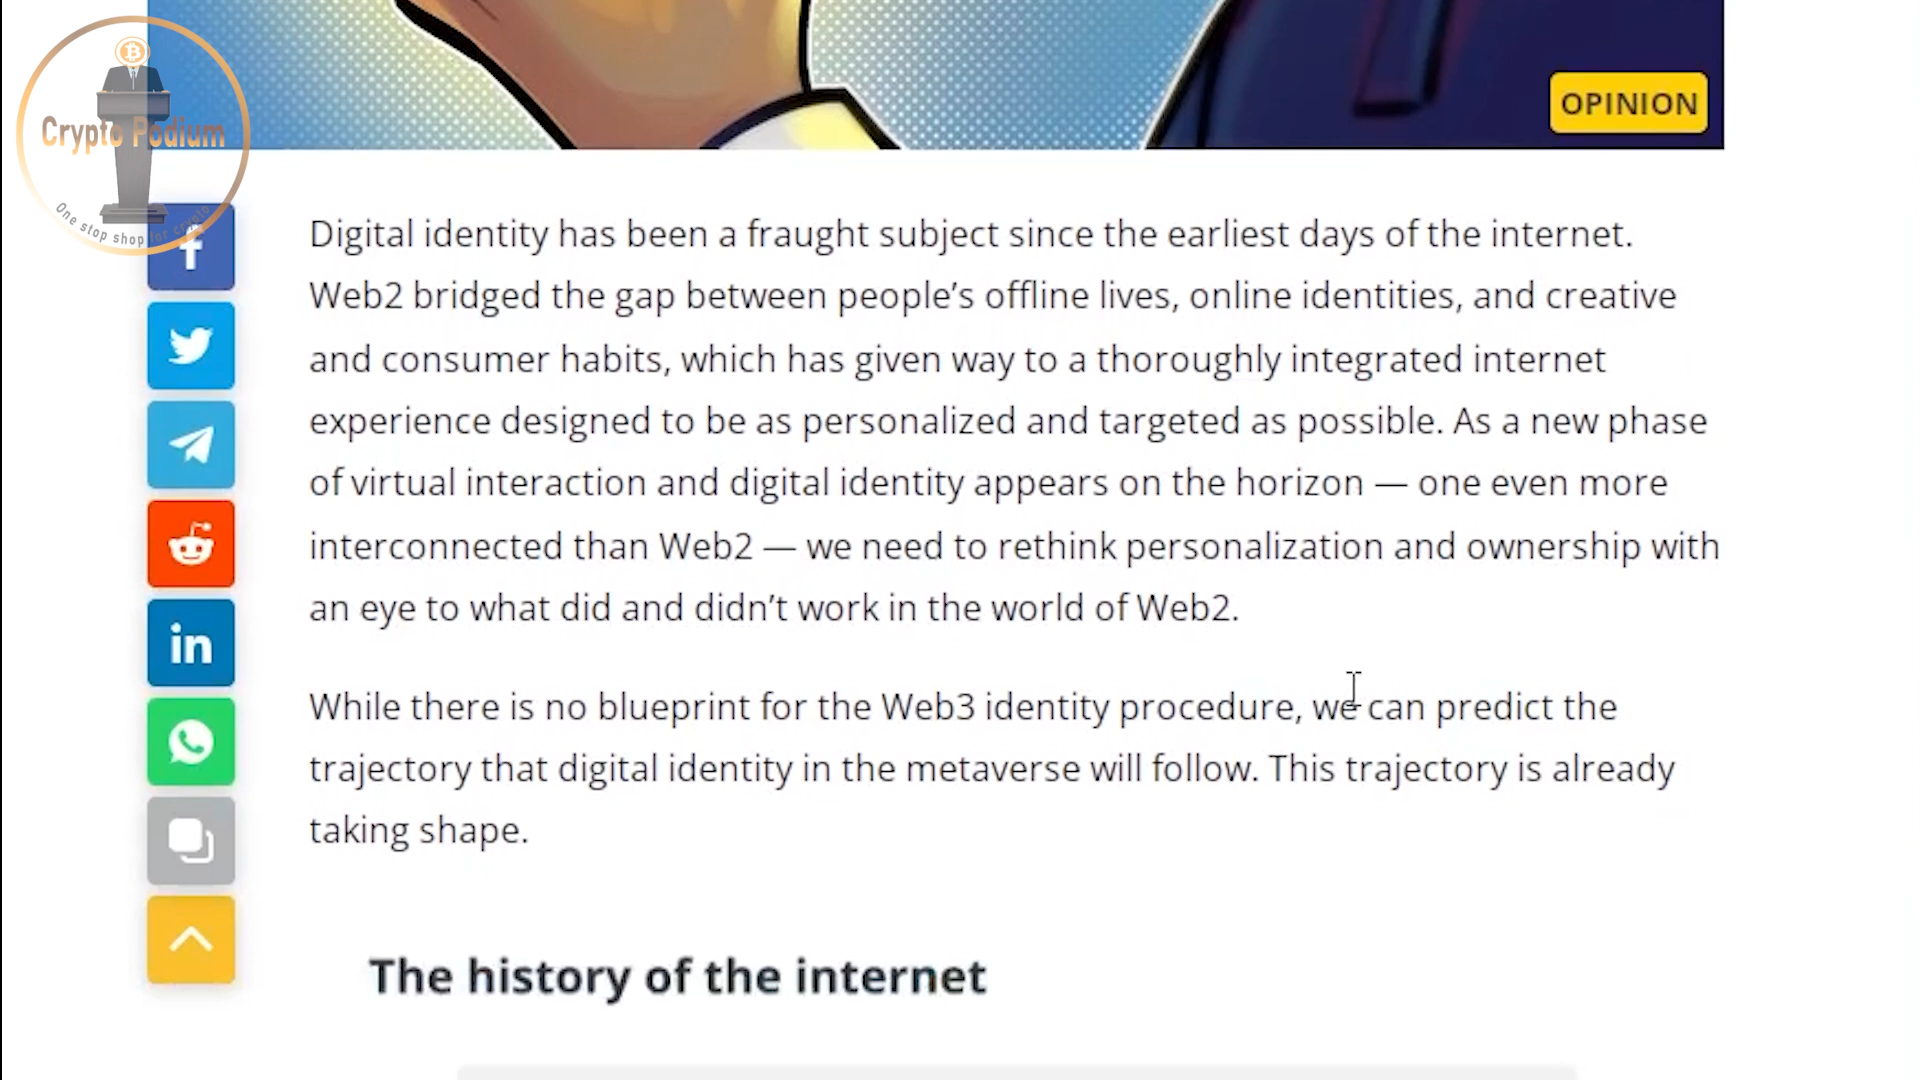 OPINION
Crypto Podium
One stop shop for crypto
Digital identity has been a fraught subject since the earliest days of the internet.
Web2 bridged the gap between people’s offline lives, online identities, and creative
and consumer habits, which has given way to a thoroughly integrated internet
experience designed to be as personalized and targeted as possible. As a new phase
of virtual interaction and digital identity appears on the horizon — one even more
interconnected than Web2 — we need to rethink personalization and ownership with
an eye to what did and didn’t work in the world of Web2.
While there is no blueprint for the Web3 identity procedure, we can predict the
trajectory that digital identity in the metaverse will follow. This trajectory is already
taking shape.
The history of the internet